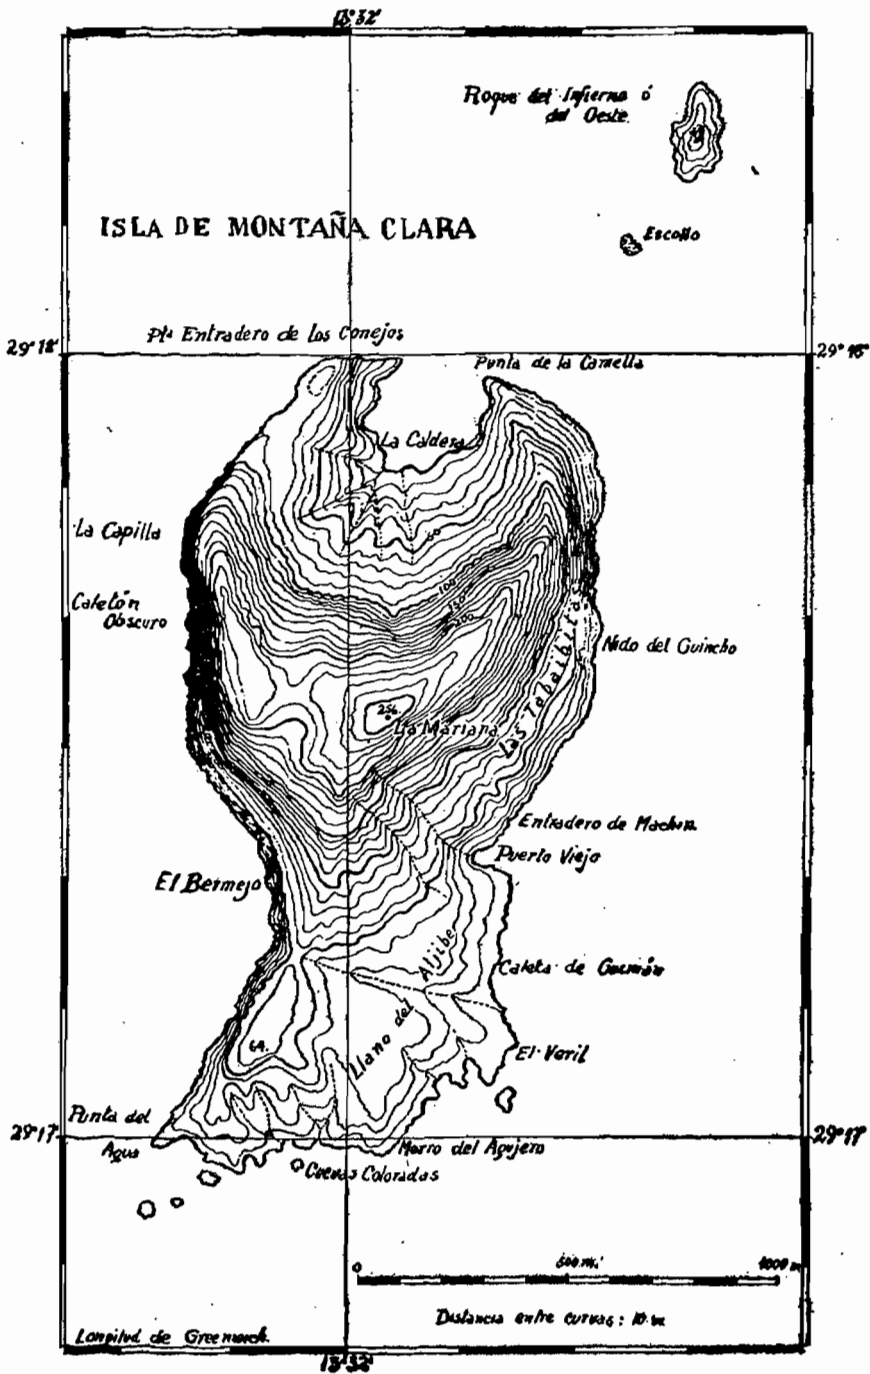 13°32'
Roque del Infierno ó
del Oeste.
ISLA DE MONTAÑA CLARA
Escollo
Pta Entradero de los Conejos
29°18'
29°18'
Punta de la Camella
La Caldera
La Capilla
60
100
150
200
Caletón
Obscuro
Nido del Guincho
Las Tabaibitas
256.
La Mariana
Entradero de Machin
Puerto Viejo
El Bermejo
Caleta de Guzmán
Llano del Aljibe
64.
El Veril
Punta del
Agua
29°17'
29°17'
Morro del Agujero
Cuevas Coloradas
0
500 m.
1000 m
Distancia entre curvas: 10 m
Longitud de Greenwich.
13°32'